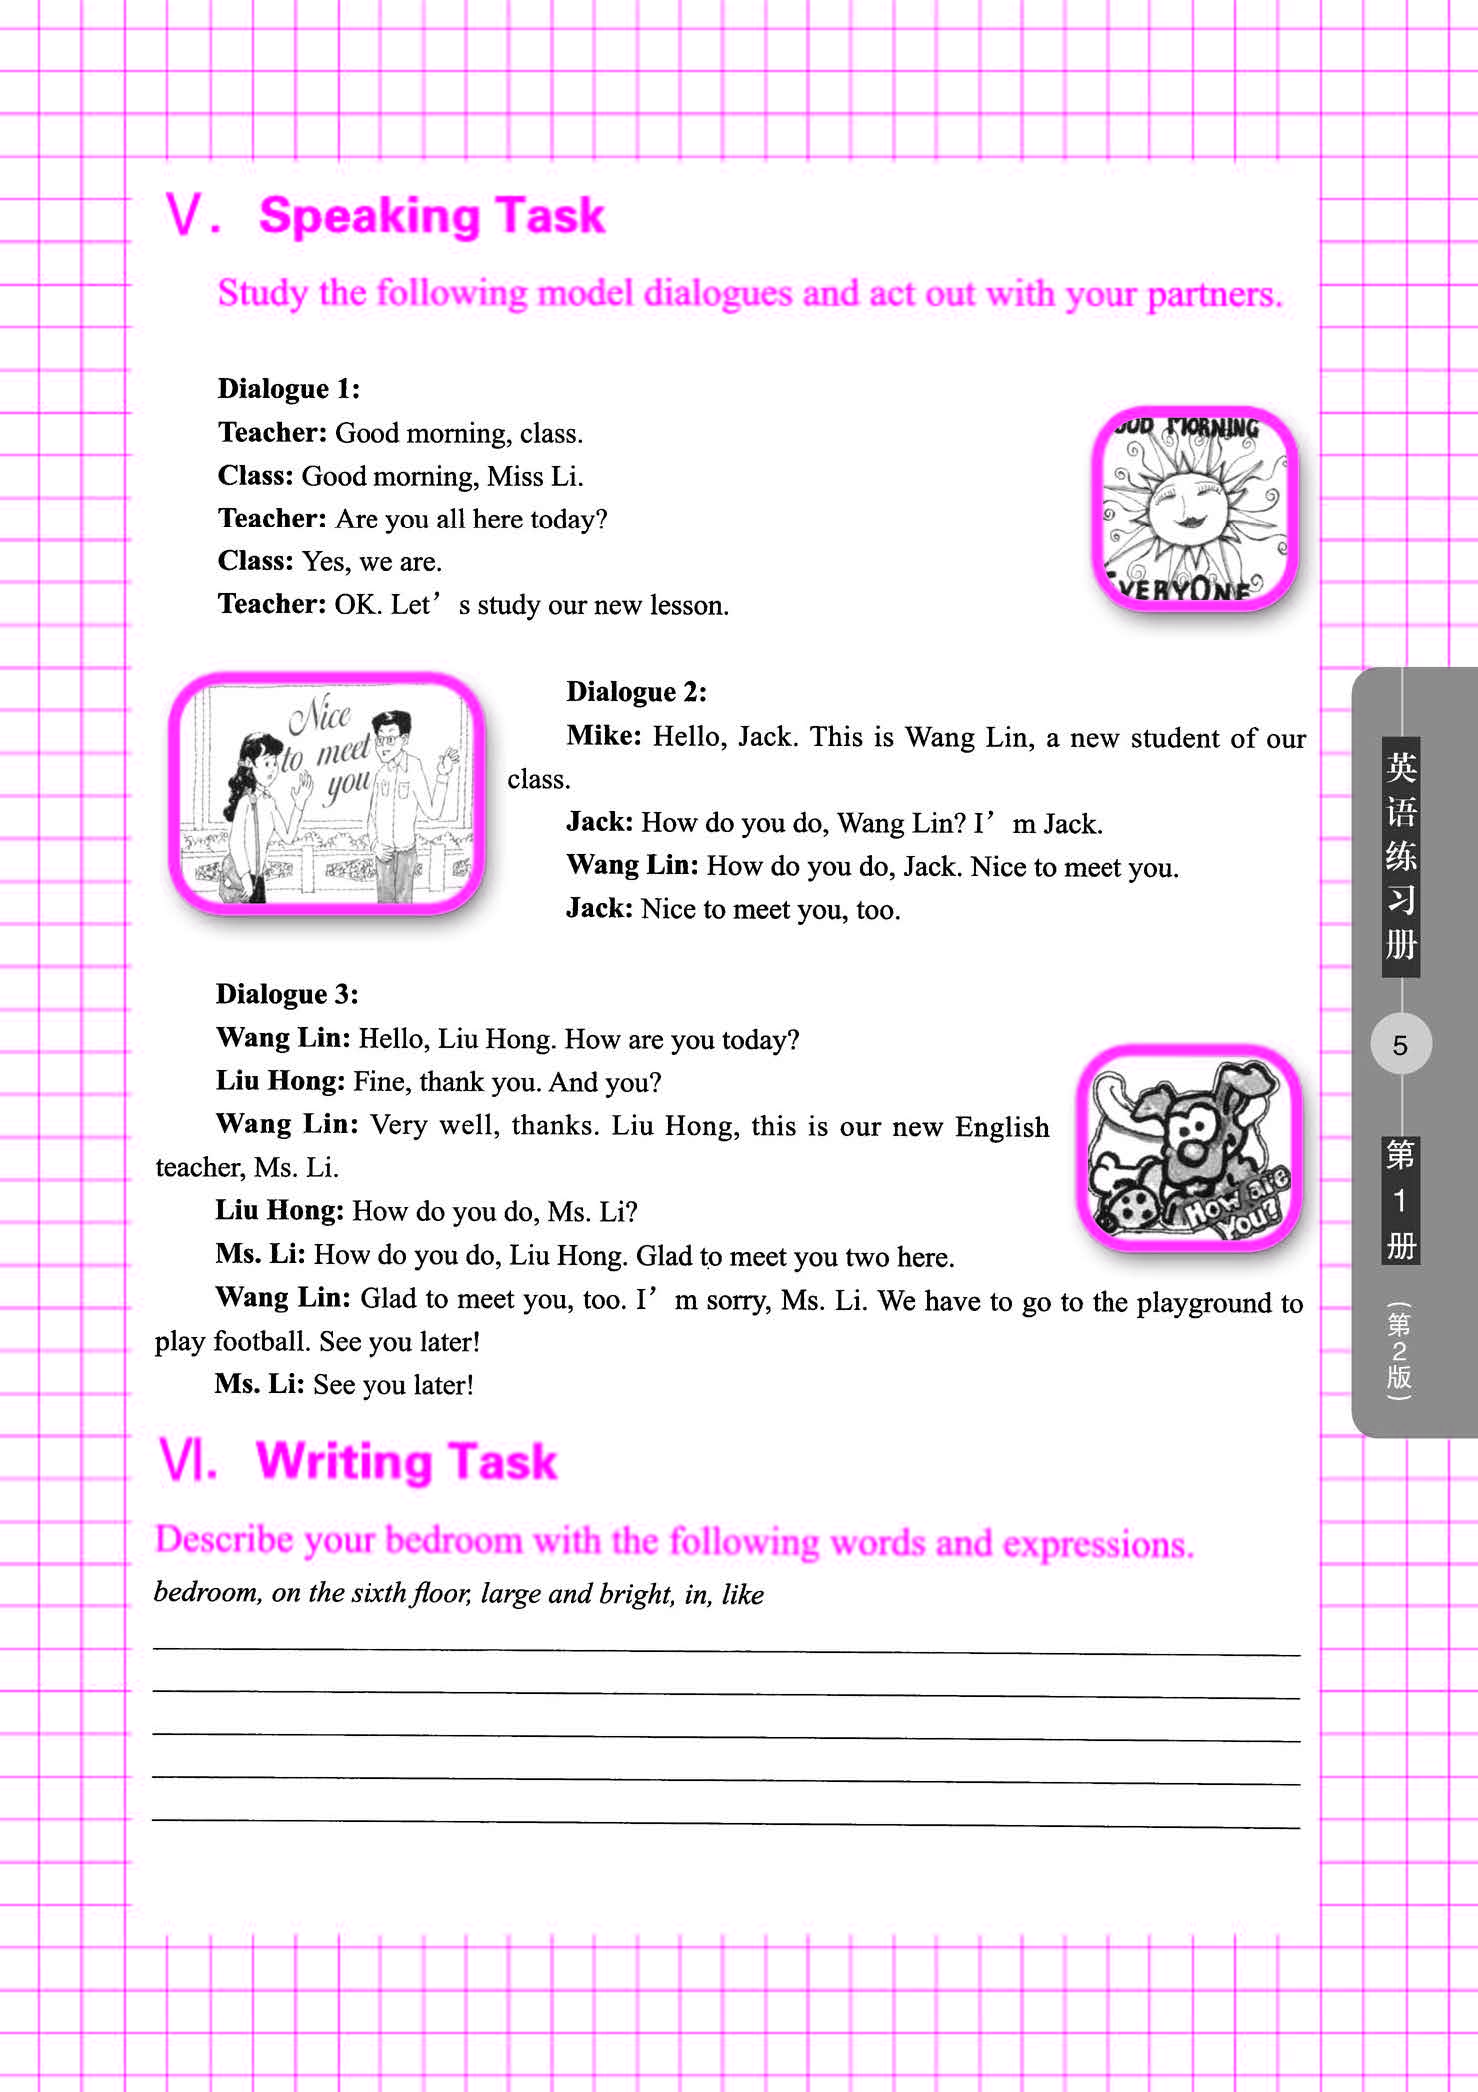 Ⅴ. Speaking Task
Study the following model dialogues and act out with your partners.
Dialogue 1:
Teacher: Good morning, class.
Class: Good morning, Miss Li.
Teacher: Are you all here today?
Class: Yes, we are.
Teacher: OK. Let’s study our new lesson.
OOD MORNING
EVERYONE
Nice
to meet
you
Dialogue 2:
Mike: Hello, Jack. This is Wang Lin, a new student of our
class.
Jack: How do you do, Wang Lin? I’m Jack.
Wang Lin: How do you do, Jack. Nice to meet you.
Jack: Nice to meet you, too.
Dialogue 3:
Wang Lin: Hello, Liu Hong. How are you today?
Liu Hong: Fine, thank you. And you?
Wang Lin: Very well, thanks. Liu Hong, this is our new English
teacher, Ms. Li.
Liu Hong: How do you do, Ms. Li?
Ms. Li: How do you do, Liu Hong. Glad to meet you two here.
Wang Lin: Glad to meet you, too. I’m sorry, Ms. Li. We have to go to the playground to
play football. See you later!
Ms. Li: See you later!
How are
you?
Ⅵ. Writing Task
Describe your bedroom with the following words and expressions.
bedroom, on the sixth floor, large and bright, in, like
英语练习册
5
第1册
(第2版)